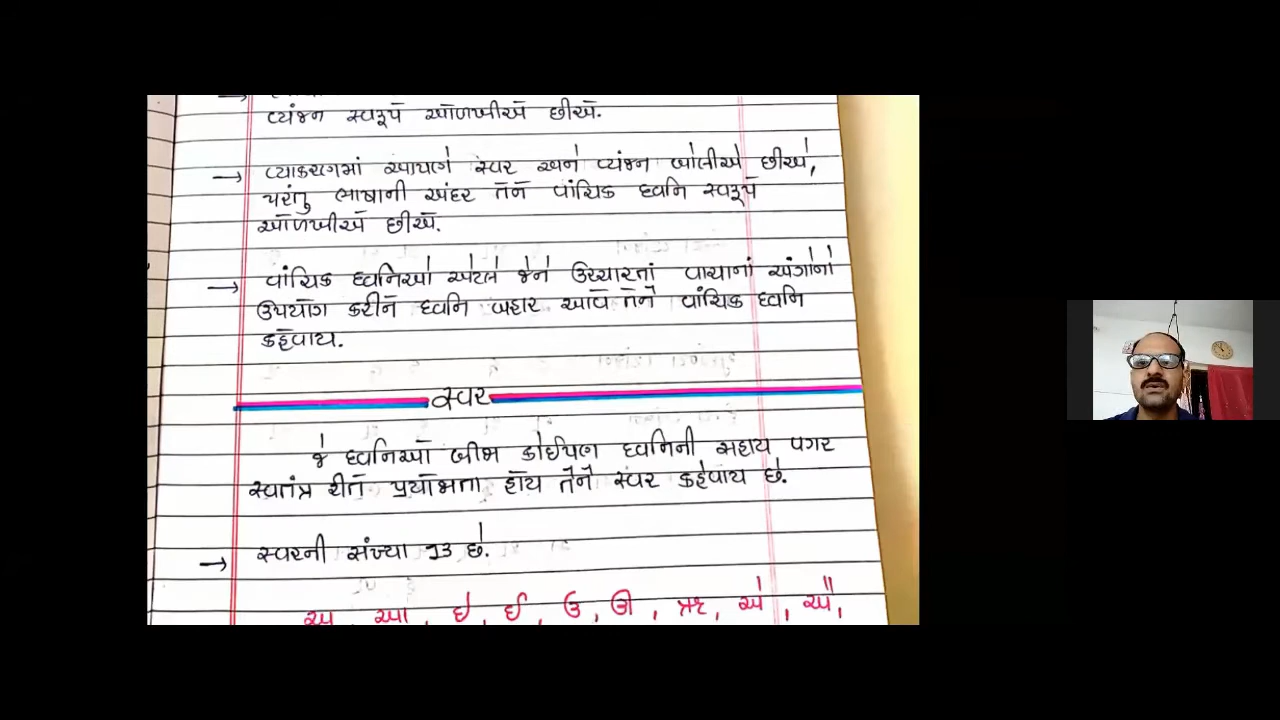 વ્યંજન સ્વરૂપે ઓળખીએ છીએ.
→ વ્યાકરણમાં આપણે સ્વર અને વ્યંજન બોલીએ છીએ,
પરંતુ ભાષાની અંદર તેને વાંચિક ધ્વનિ સ્વરૂપે
ઓળખીએ છીએ.
→ વાંચિક ધ્વનિઓ એટલે જેને ઉચ્ચારતાં વાચાનાં અંગોનો
ઉપયોગ કરીને ધ્વનિ બહાર આવે તેને વાંચિક ધ્વનિ
કહેવાય.
સ્વર
જે ધ્વનિઓ બીજા કોઈપણ ધ્વનિની સહાય વગર
સ્વતંત્ર રીતે પ્રયોજાતા હોય તેને સ્વર કહેવાય છે.
→ સ્વરની સંખ્યા ૧૩ છે.
અ, આ, ઇ, ઈ, ઉ, ઊ, ઋ, એ, ઐ,